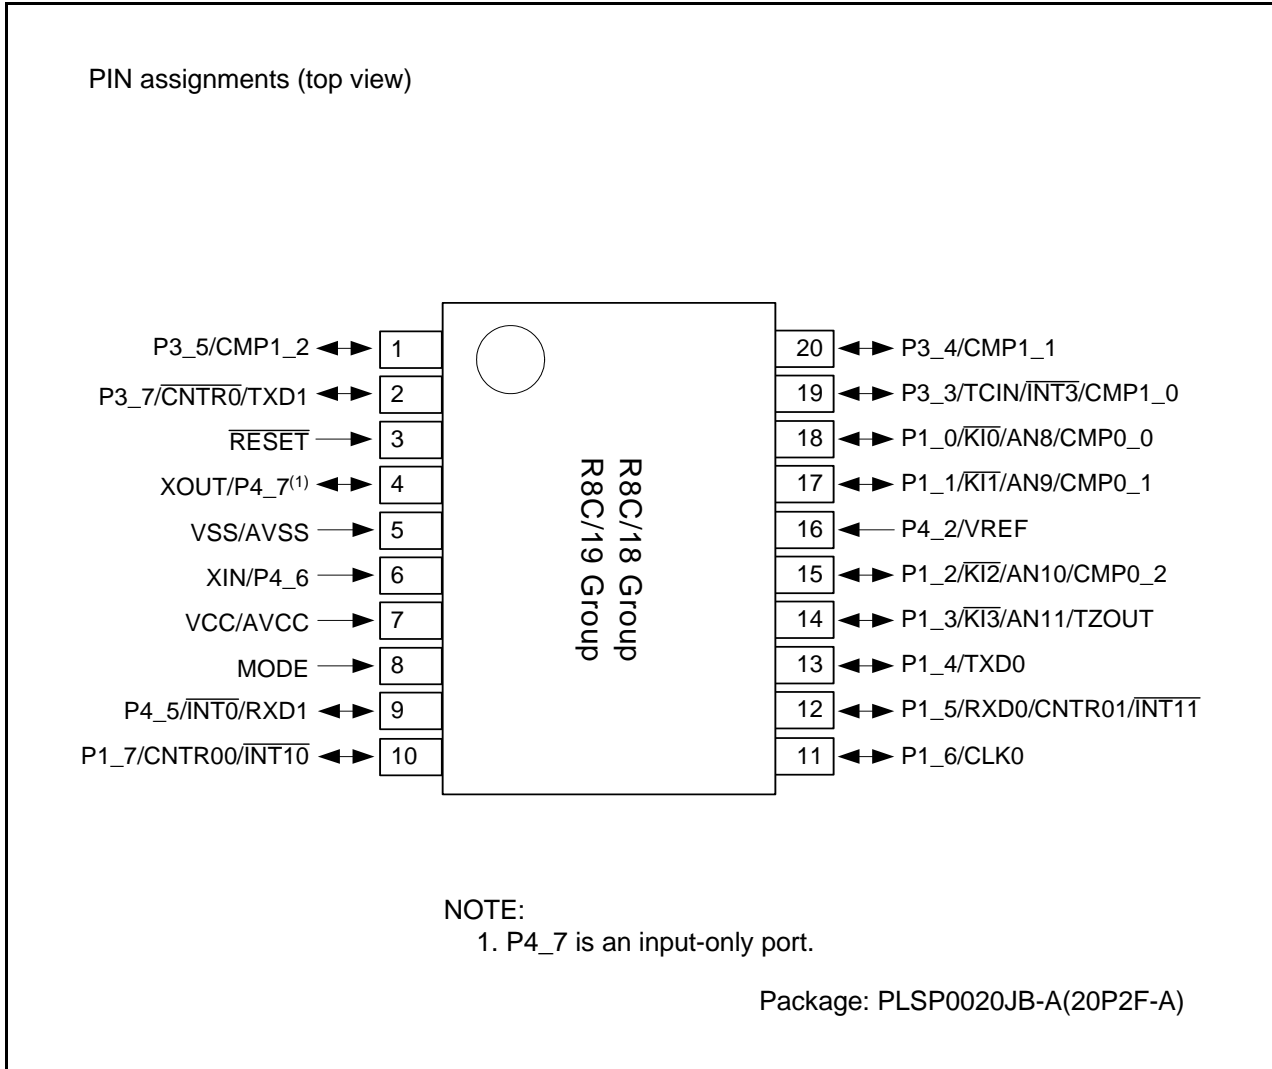 PIN assignments (top view)
P3_5/CMP1_2 1
P3_7/CNTR0/TXD1 2
RESET 3
XOUT/P4_7(1) 4
VSS/AVSS 5
XIN/P4_6 6
VCC/AVCC 7
MODE 8
P4_5/INT0/RXD1 9
P1_7/CNTR00/INT10 10
R8C/18 Group
R8C/19 Group
20 P3_4/CMP1_1
19 P3_3/TCIN/INT3/CMP1_0
18 P1_0/KI0/AN8/CMP0_0
17 P1_1/KI1/AN9/CMP0_1
16 P4_2/VREF
15 P1_2/KI2/AN10/CMP0_2
14 P1_3/KI3/AN11/TZOUT
13 P1_4/TXD0
12 P1_5/RXD0/CNTR01/INT11
11 P1_6/CLK0
NOTE:
1. P4_7 is an input-only port.
Package: PLSP0020JB-A(20P2F-A)